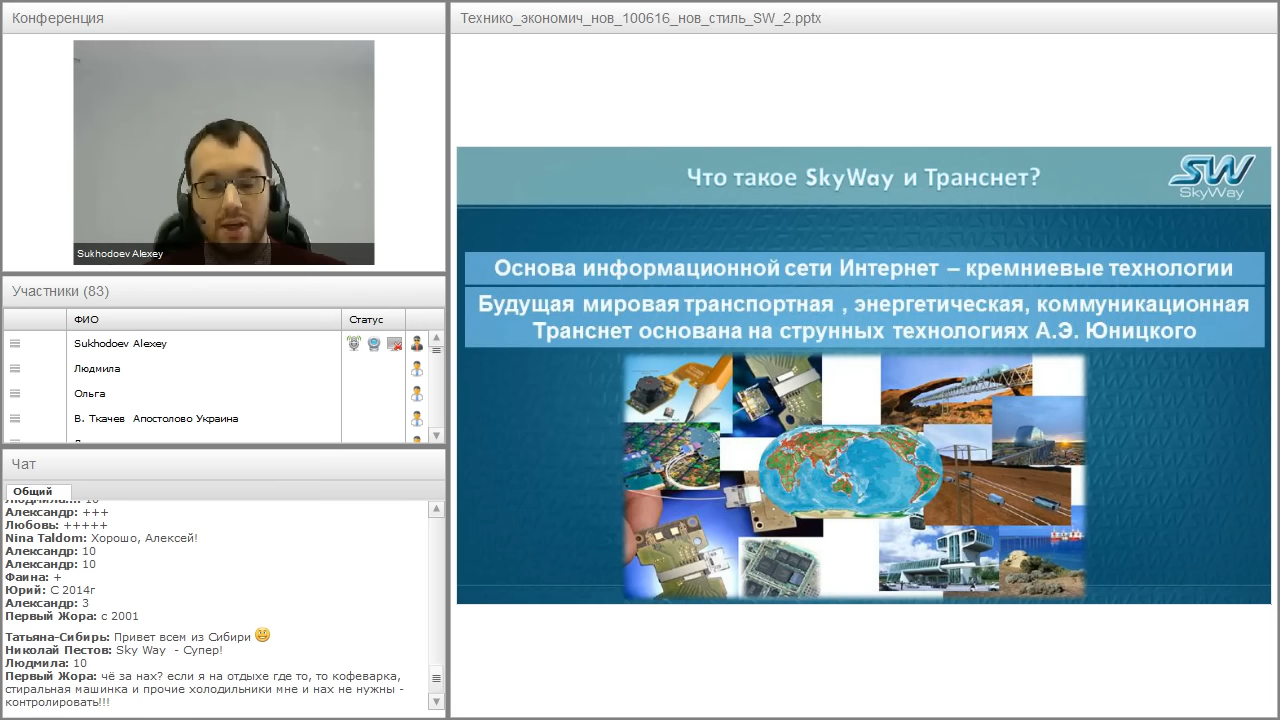 Конференция
Sukhodoev Alexey
Участники (83)
ФИО
Статус
Sukhodoev Alexey
Людмила
Ольга
В. Ткачев Апостолово Украина
Чат
Общий
Александр: +++
Любовь: +++++
Nina Taldom: Хорошо, Алексей!
Александр: 10
Александр: 10
Фаина: +
Юрий: С 2014г
Александр: 3
Первый Жора: с 2001
Татьяна-Сибирь: Привет всем из Сибири
Николай Пестов: Sky Way - Супер!
Людмила: 10
Первый Жора: чё за нах? если я на отдыхе где то, то кофеварка,
стиральная машинка и прочие холодильники мне и нах не нужны -
контролировать!!!
Технико_экономич_нов_100616_нов_стиль_SW_2.pptx
Что такое SkyWay и Транснет?
SW
SkyWay
Основа информационной сети Интернет – кремниевые технологии
Будущая мировая транспортная , энергетическая, коммуникационная
Транснет основана на струнных технологиях А.Э. Юницкого